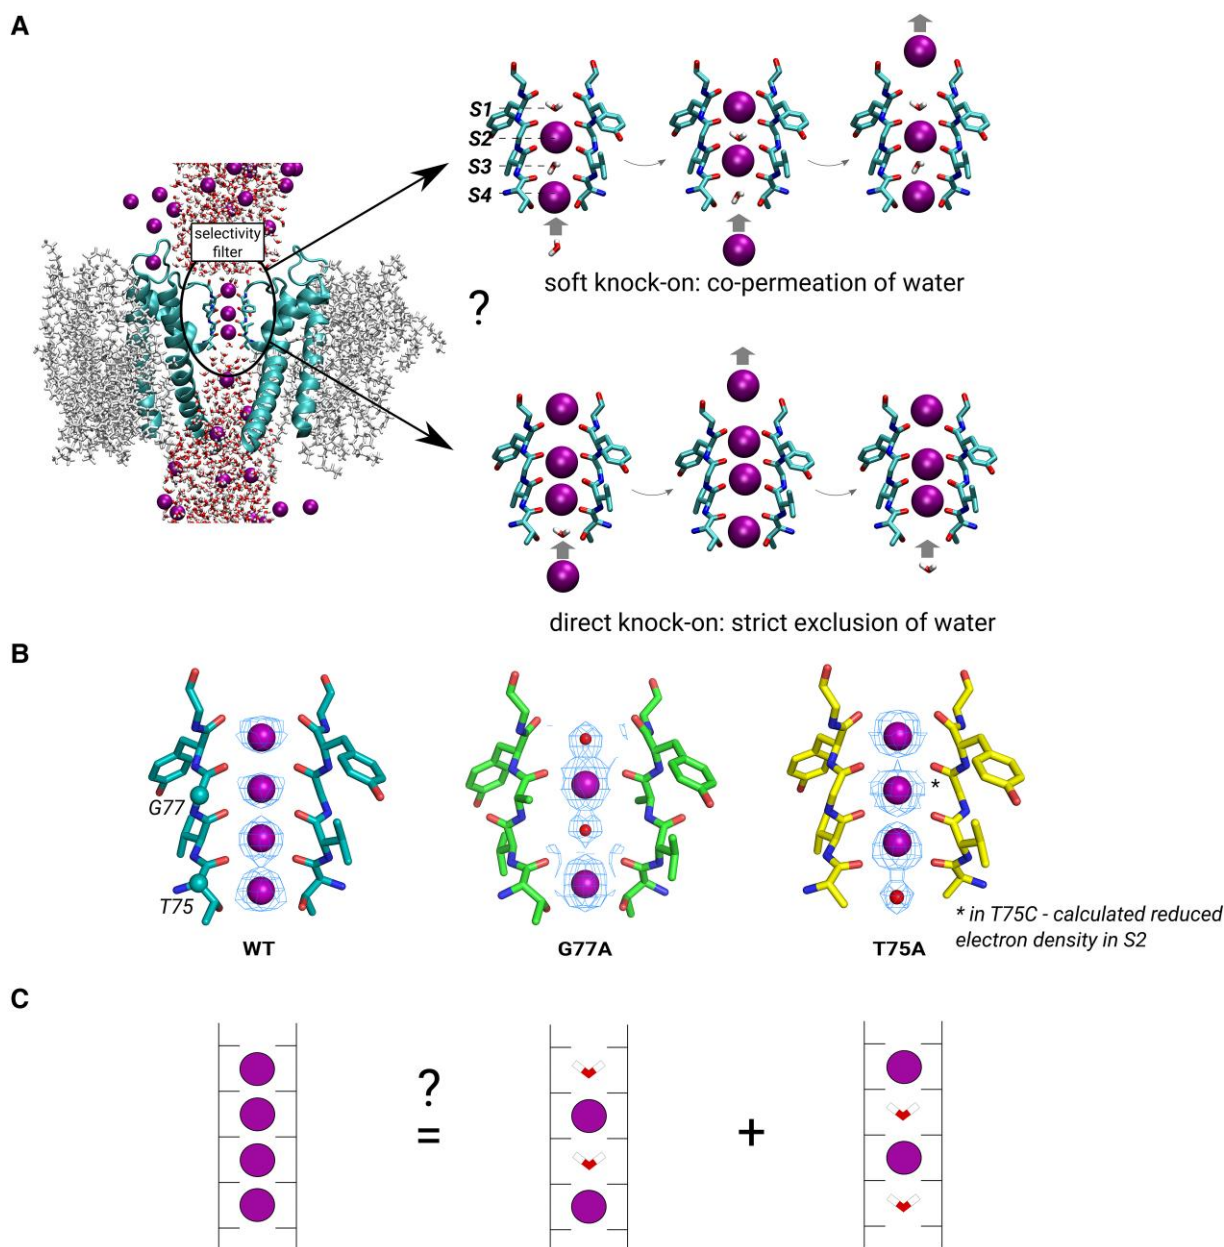 A
S1
S2
S3
S4
selectivity
filter
soft knock-on: co-permeation of water
?
direct knock-on: strict exclusion of water
B
G77
T75
*
* in T75C - calculated reduced
electron density in S2
WT
G77A
T75A
C
?
=
+